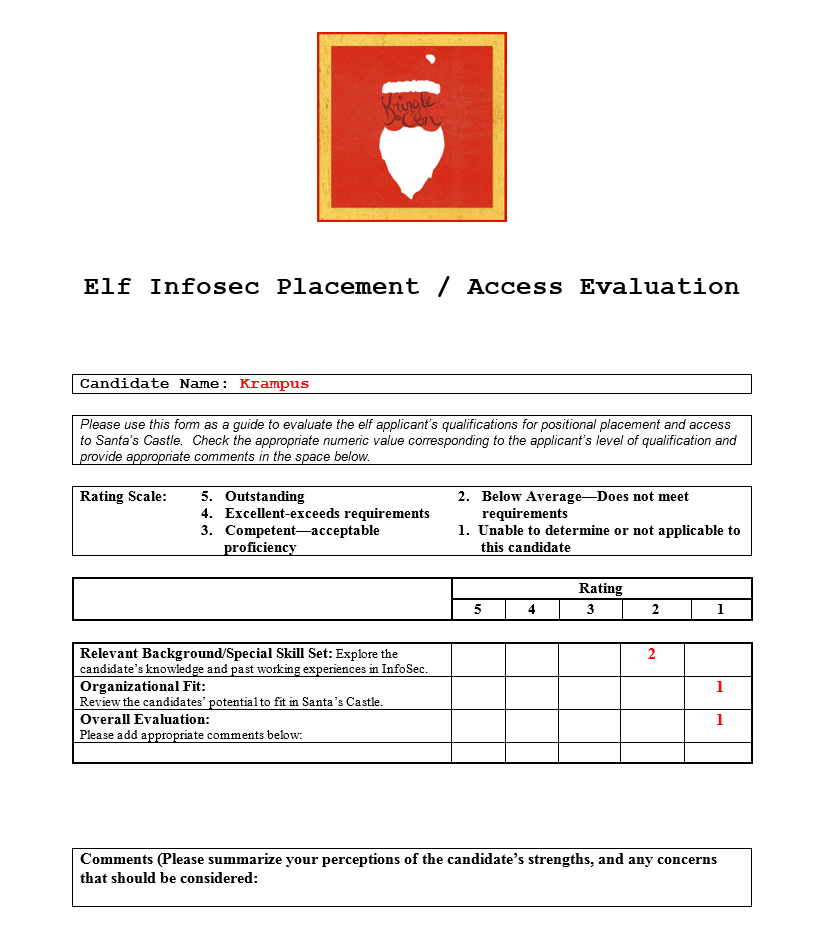 Kringle
Con
Elf Infosec Placement / Access Evaluation
Candidate Name: Krampus
Please use this form as a guide to evaluate the elf applicant’s qualifications for positional placement and access
to Santa’s Castle.  Check the appropriate numeric value corresponding to the applicant’s level of qualification and
provide appropriate comments in the space below.
Rating Scale: 5. Outstanding 2. Below Average—Does not meet
4. Excellent-exceeds requirements requirements
3. Competent—acceptable 1. Unable to determine or not applicable to
proficiency this candidate
Rating
5 4 3 2 1
Relevant Background/Special Skill Set: Explore the 2
candidate’s knowledge and past working experiences in InfoSec.
Organizational Fit: 1
Review the candidates’ potential to fit in Santa’s Castle.
Overall Evaluation: 1
Please add appropriate comments below:
Comments (Please summarize your perceptions of the candidate’s strengths, and any concerns
that should be considered: